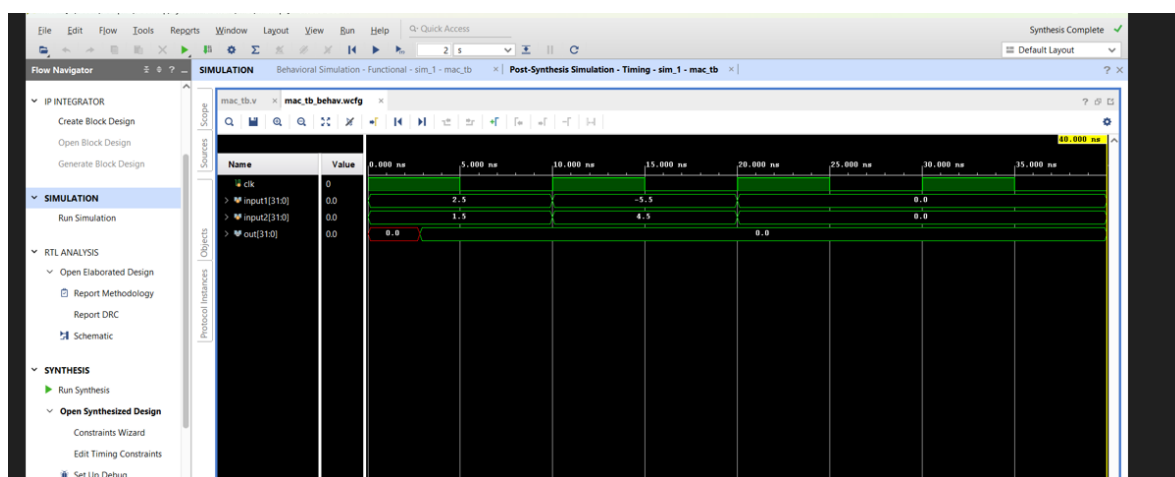 File Edit Flow Tools Reports Window Layout View Run Help Quick Access Synthesis Complete
2 s Default Layout
Flow Navigator SIMULATION Behavioral Simulation - Functional - sim_1 - mac_tb Post-Synthesis Simulation - Timing - sim_1 - mac_tb
IP INTEGRATOR
Create Block Design
Open Block Design
Generate Block Design
SIMULATION
Run Simulation
RTL ANALYSIS
Open Elaborated Design
Report Methodology
Report DRC
Schematic
SYNTHESIS
Run Synthesis
Open Synthesized Design
Constraints Wizard
Edit Timing Constraints
Set Up Debug
Scope
Sources
Objects
Protocol Instances
mac_tb.v mac_tb_behav.wcfg
40.000 ns
Name Value 0.000 ns 5.000 ns 10.000 ns 15.000 ns 20.000 ns 25.000 ns 30.000 ns 35.000 ns
clk 0
input1[31:0] 0.0 2.5 -5.5 0.0
input2[31:0] 0.0 1.5 4.5 0.0
out[31:0] 0.0 0.0 0.0